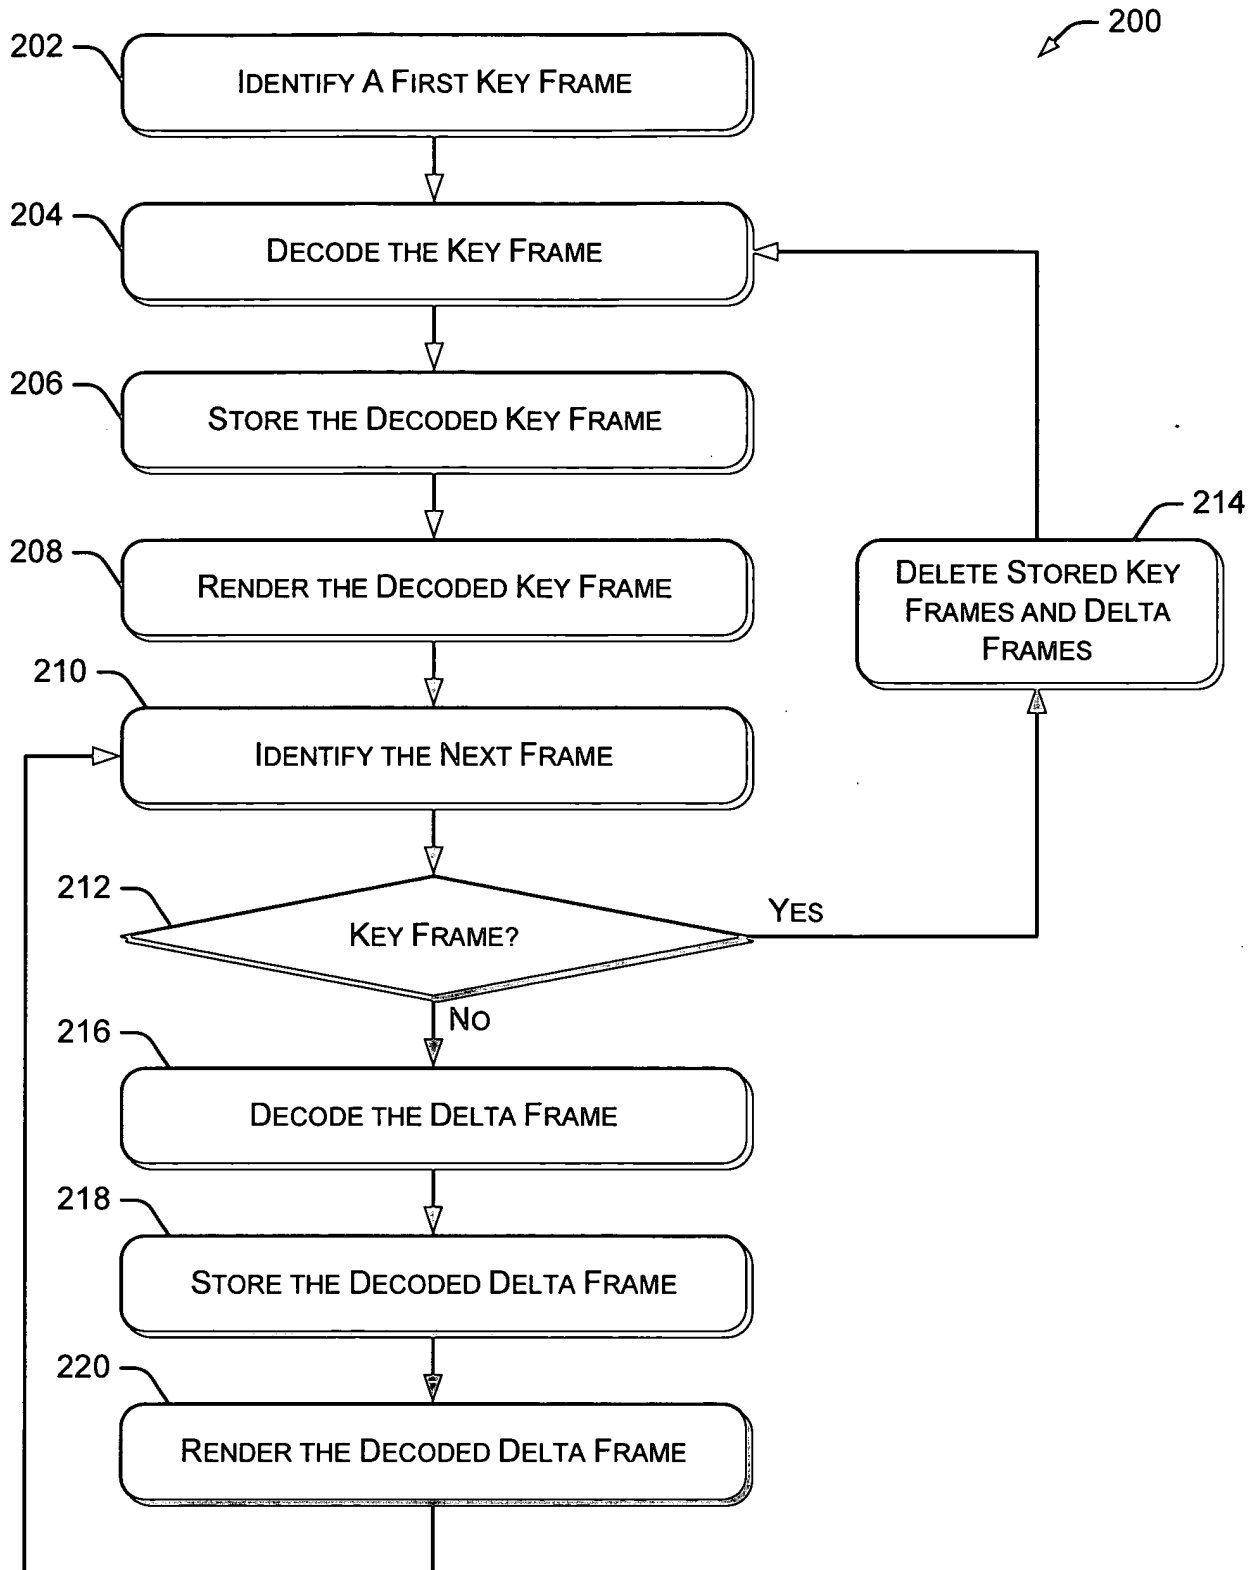 200
202
IDENTIFY A FIRST KEY FRAME
204
DECODE THE KEY FRAME
206
STORE THE DECODED KEY FRAME
208
RENDER THE DECODED KEY FRAME
214
DELETE STORED KEY
FRAMES AND DELTA
FRAMES
210
IDENTIFY THE NEXT FRAME
212
KEY FRAME?
YES
NO
216
DECODE THE DELTA FRAME
218
STORE THE DECODED DELTA FRAME
220
RENDER THE DECODED DELTA FRAME